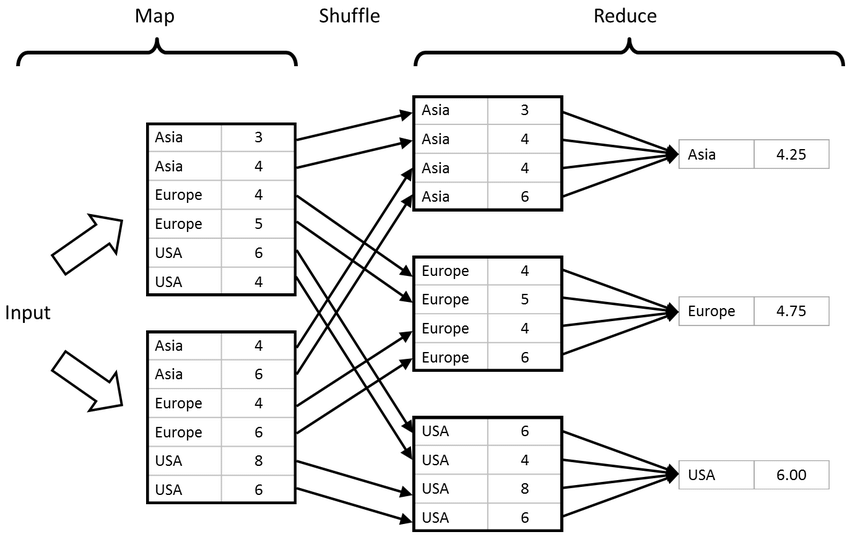 Map Shuffle Reduce
Input
Asia 3
Asia 4
Europe 4
Europe 5
USA 6
USA 4
Asia 4
Asia 6
Europe 4
Europe 6
USA 8
USA 6
Asia 3
Asia 4
Asia 4
Asia 6
Europe 4
Europe 5
Europe 4
Europe 6
USA 6
USA 4
USA 8
USA 6
Asia 4.25
Europe 4.75
USA 6.00